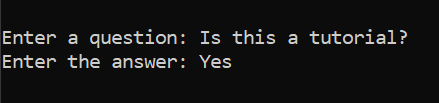 Enter a question: Is this a tutorial?
Enter the answer: Yes